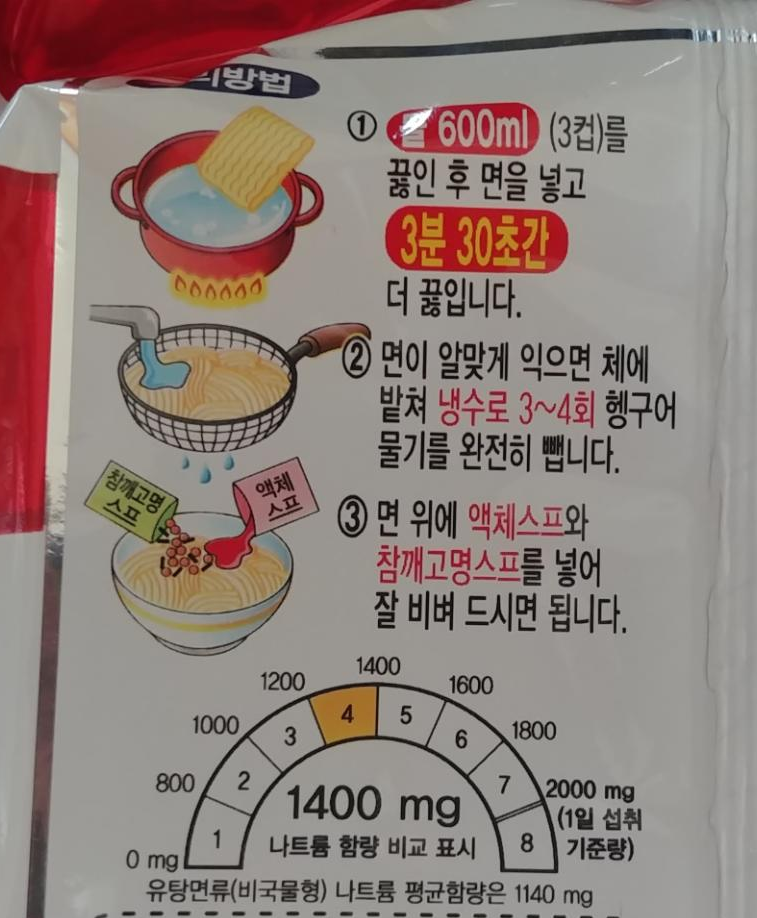 리방법
① 물 600ml (3컵)를
끓인 후 면을 넣고
3분 30초간
더 끓입니다.
② 면이 알맞게 익으면 체에
밭쳐 냉수로 3~4회 헹구어
물기를 완전히 뺍니다.
참깨고명
스프
액체
스프
③ 면 위에 액체스프와
참깨고명스프를 넣어
잘 비벼 드시면 됩니다.
0 mg
800
1000
1200
1400
1600
1800
2000 mg
(1일 섭취
기준량)
1
2
3
4
5
6
7
8
1400 mg
나트륨 함량 비교 표시
유탕면류(비국물형) 나트륨 평균함량은 1140 mg